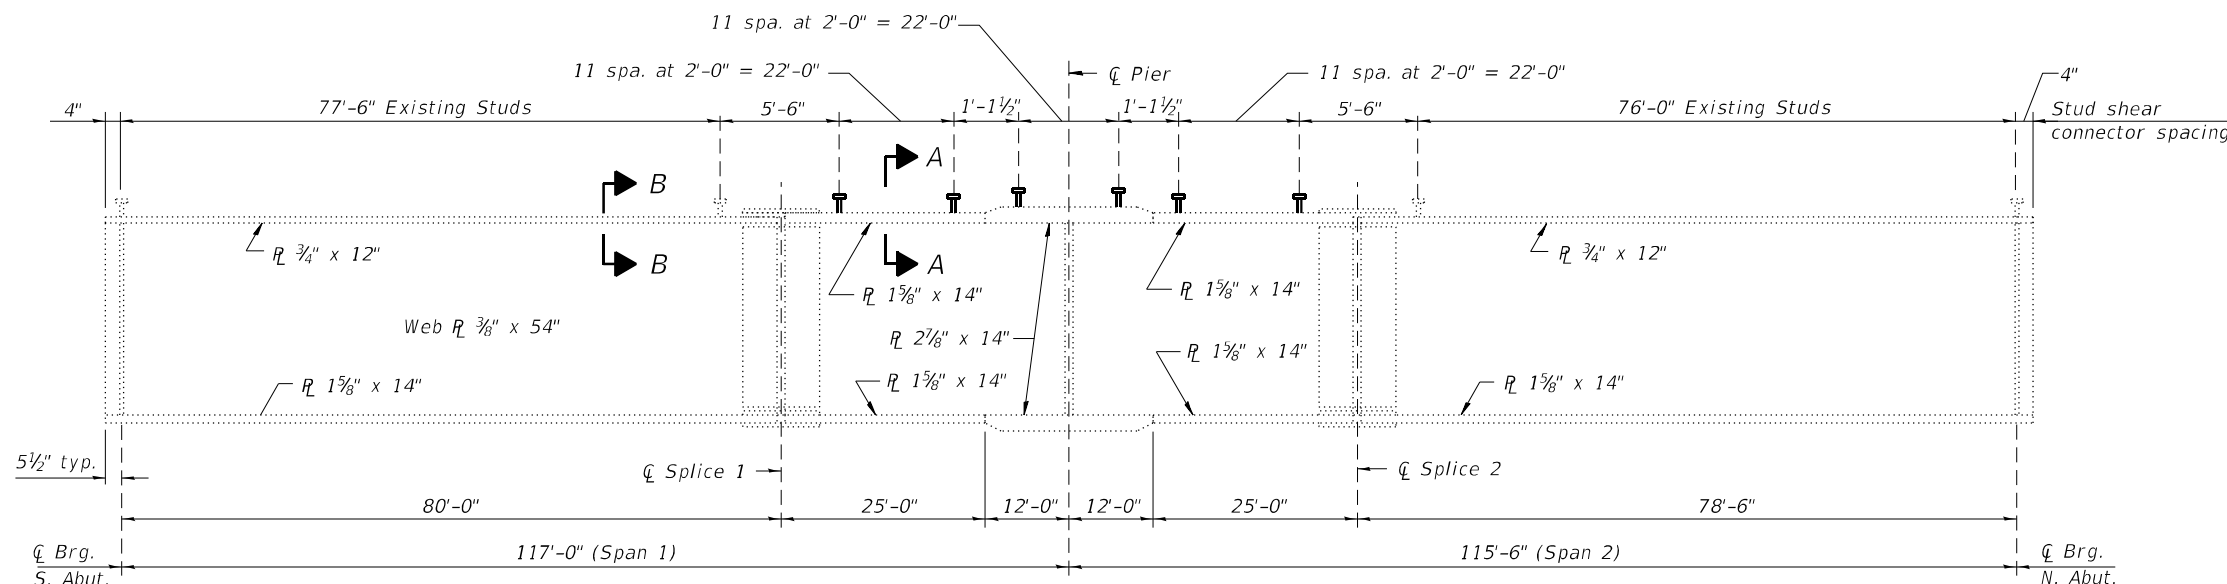 11 spa. at 2'-0" = 22'-0"
11 spa. at 2'-0" = 22'-0"
℄ Pier
11 spa. at 2'-0" = 22'-0"
4"
4"
77'-6" Existing Studs
5'-6"
1'-1½"
1'-1½"
5'-6"
76'-0" Existing Studs
Stud shear
connector spacing
A
B
B
A
℄ Brg.
S. Abut.
PL ¾" x 12"
PL ¾" x 12"
PL 1⅝" x 14"
PL 1⅝" x 14"
Web PL ⅜" x 54"
PL 2⅞" x 14"
PL 1⅝" x 14"
PL 1⅝" x 14"
PL 1⅝" x 14"
PL 1⅝" x 14"
5½" typ.
℄ Splice 1
℄ Splice 2
80'-0"
25'-0"
12'-0"
12'-0"
25'-0"
78'-6"
117'-0" (Span 1)
115'-6" (Span 2)
℄ Brg.
N. Abut.